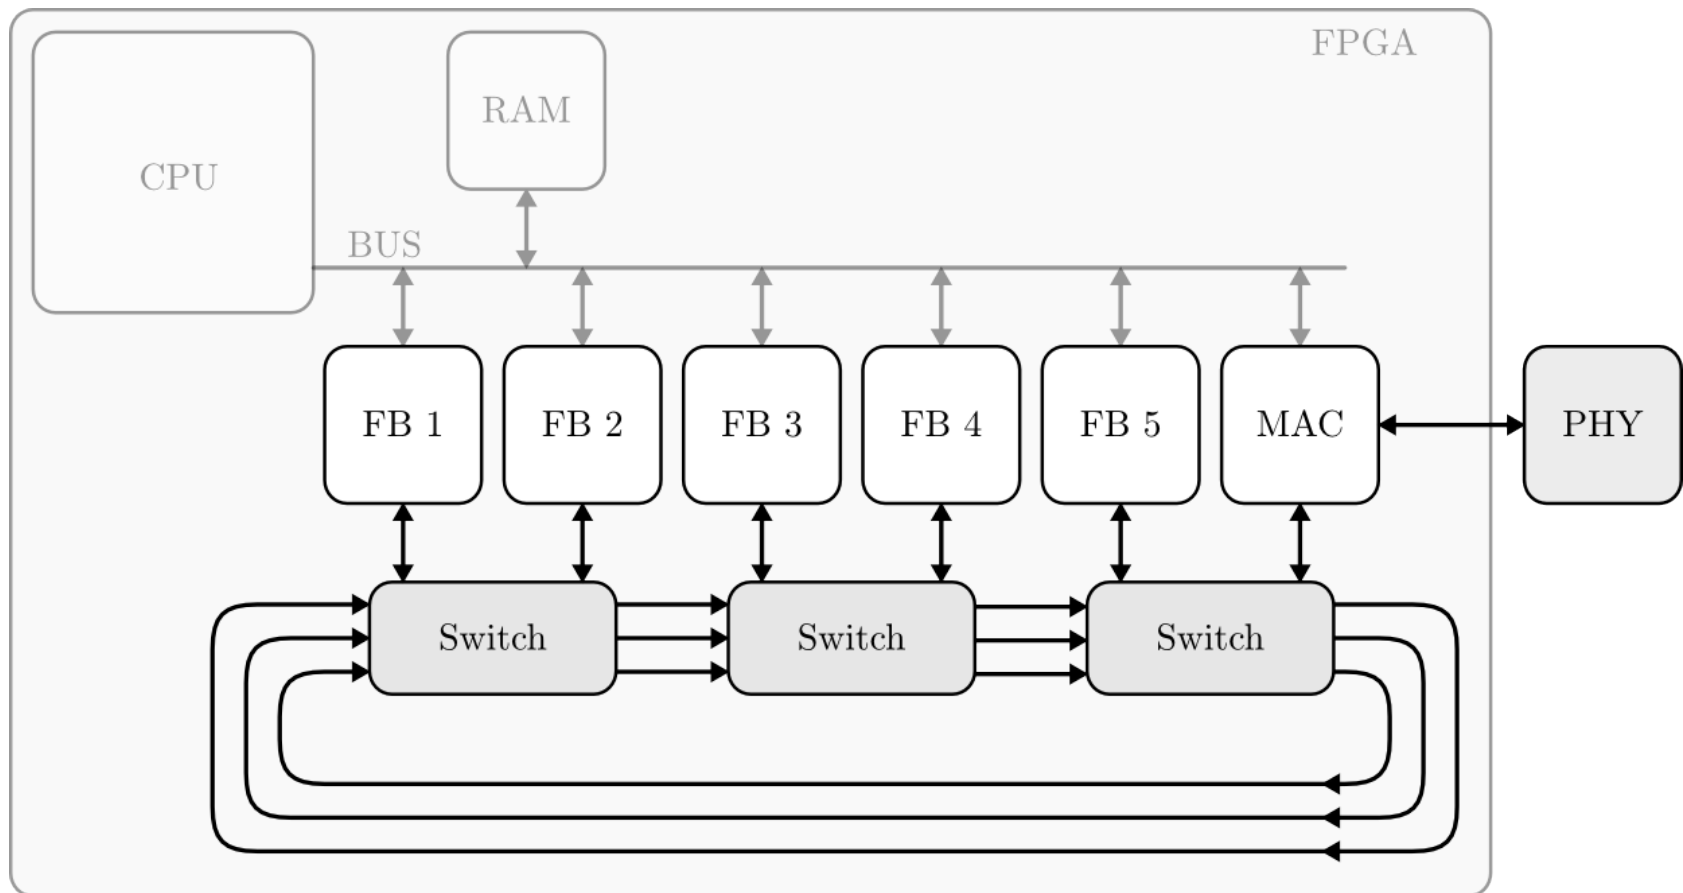 FPGA
RAM
CPU
BUS
FB 1
FB 2
FB 3
FB 4
FB 5
MAC
PHY
Switch
Switch
Switch